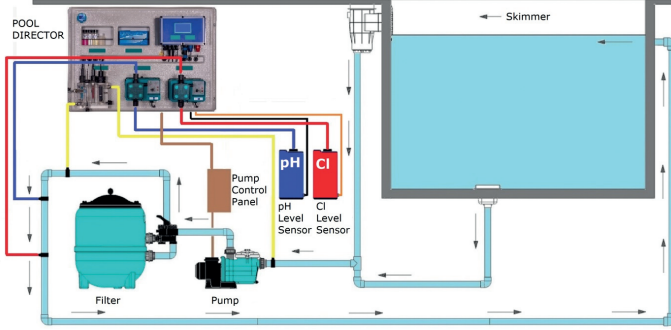 POOL
DIRECTOR
Skimmer
pH
Cl
Pump
Control
Panel
pH
Level
Sensor
Cl
Level
Sensor
Filter
Pump